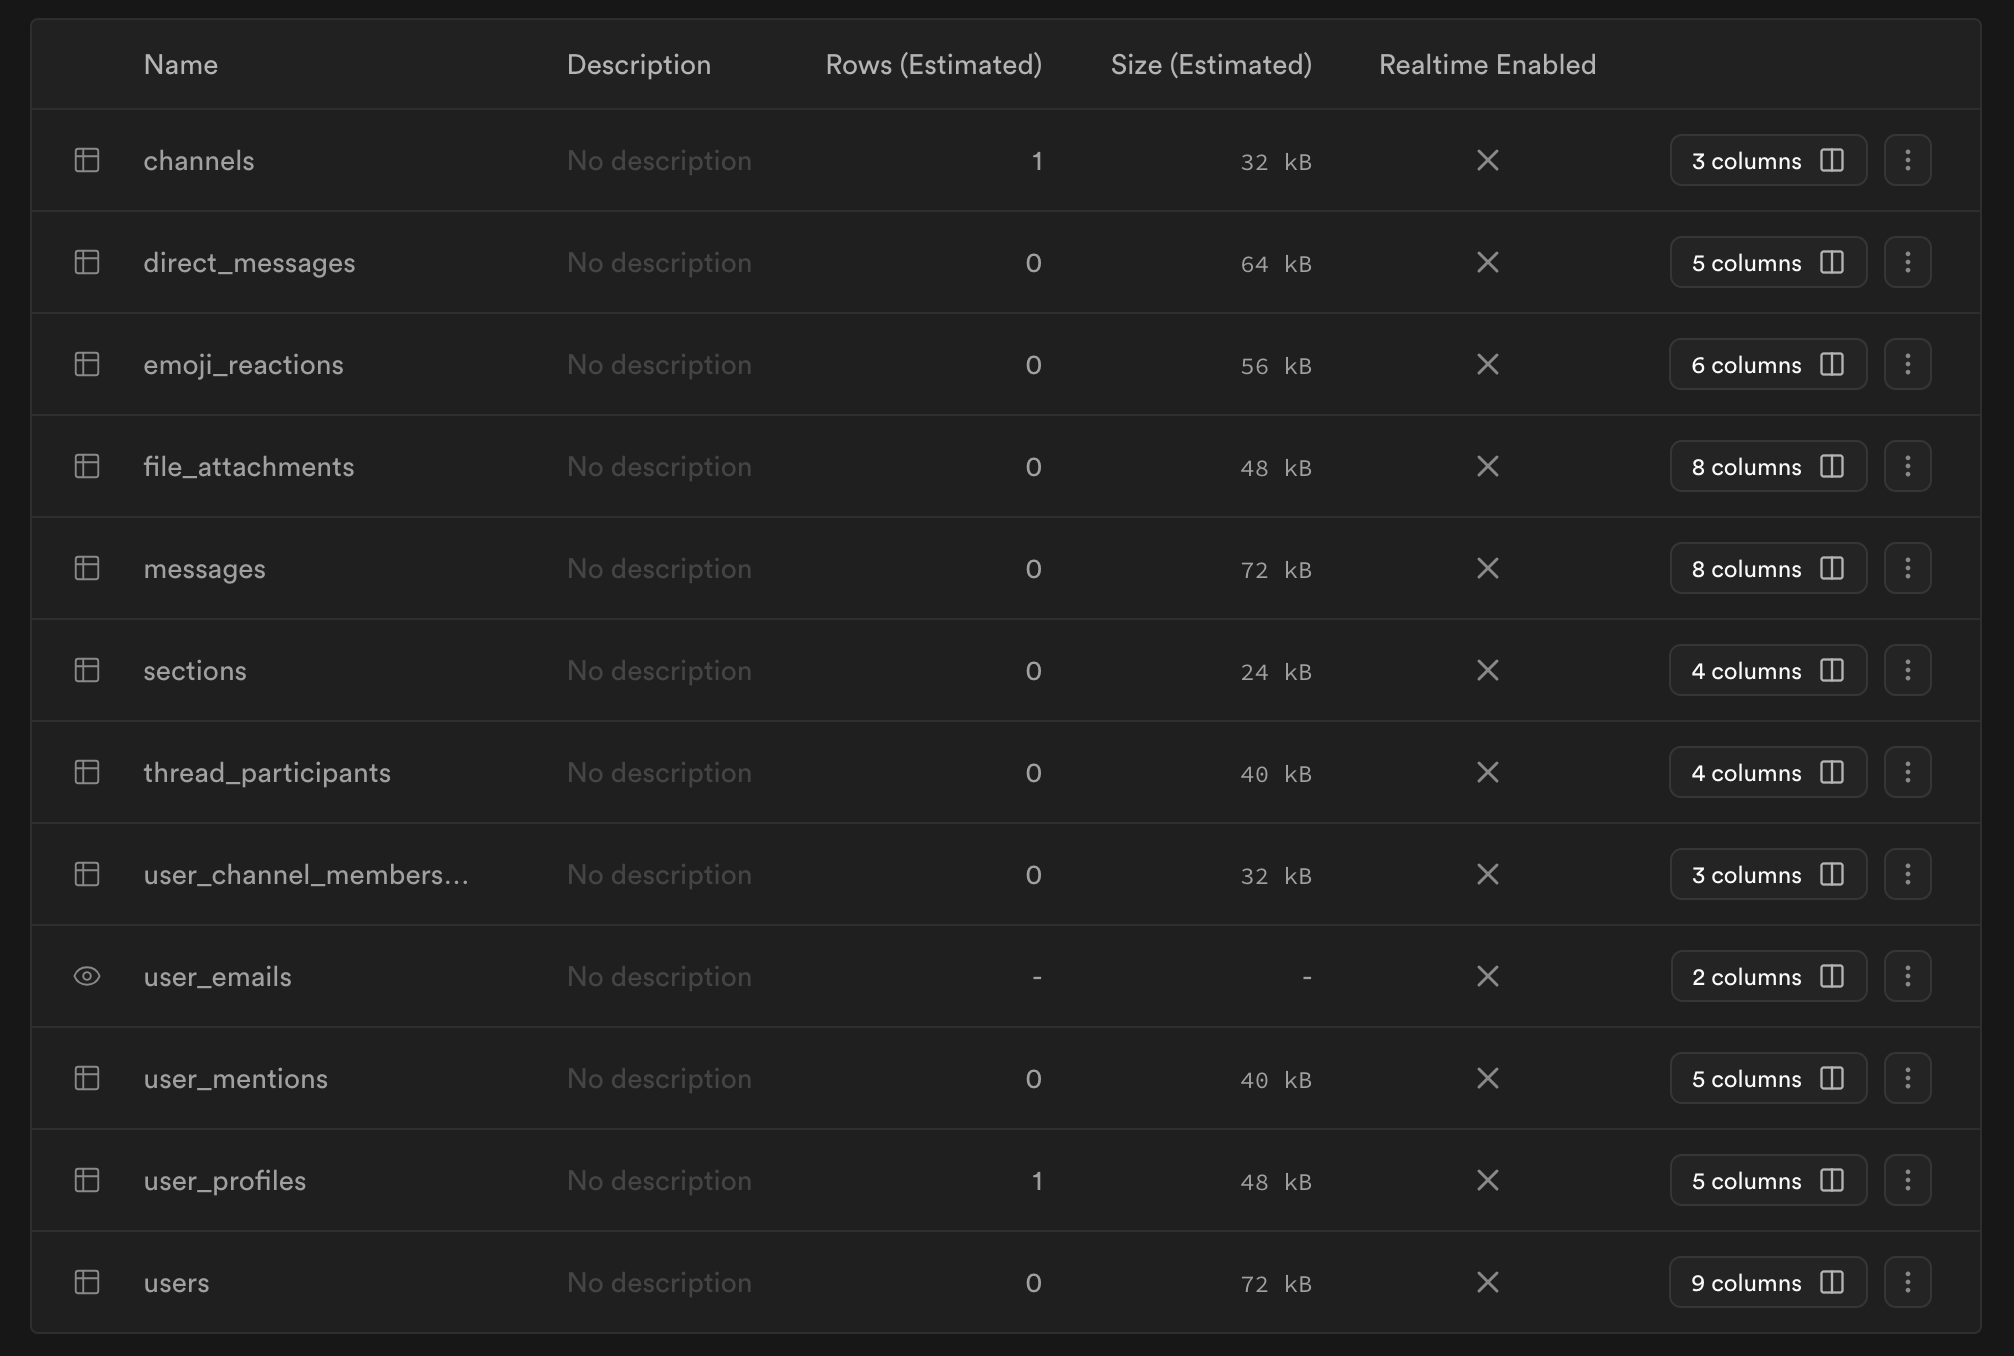 Name Description Rows (Estimated) Size (Estimated) Realtime Enabled
channels No description 1 32 kB 3 columns
direct_messages No description 0 64 kB 5 columns
emoji_reactions No description 0 56 kB 6 columns
file_attachments No description 0 48 kB 8 columns
messages No description 0 72 kB 8 columns
sections No description 0 24 kB 4 columns
thread_participants No description 0 40 kB 4 columns
user_channel_members... No description 0 32 kB 3 columns
user_emails No description - - 2 columns
user_mentions No description 0 40 kB 5 columns
user_profiles No description 1 48 kB 5 columns
users No description 0 72 kB 9 columns